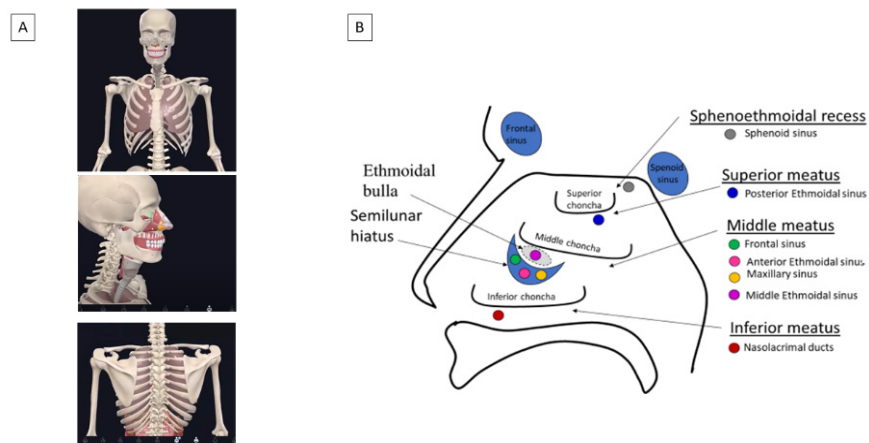 A
B
Frontal
sinus
Sphenoethmoidal recess
Sphenoid sinus
Spenoid
sinus
Ethmoidal
bulla
Superior
choncha
Superior meatus
Posterior Ethmoidal sinus
Semilunar
hiatus
Middle choncha
Middle meatus
Frontal sinus
Anterior Ethmoidal sinus
Maxillary sinus
Middle Ethmoidal sinus
Inferior choncha
Inferior meatus
Nasolacrimal ducts